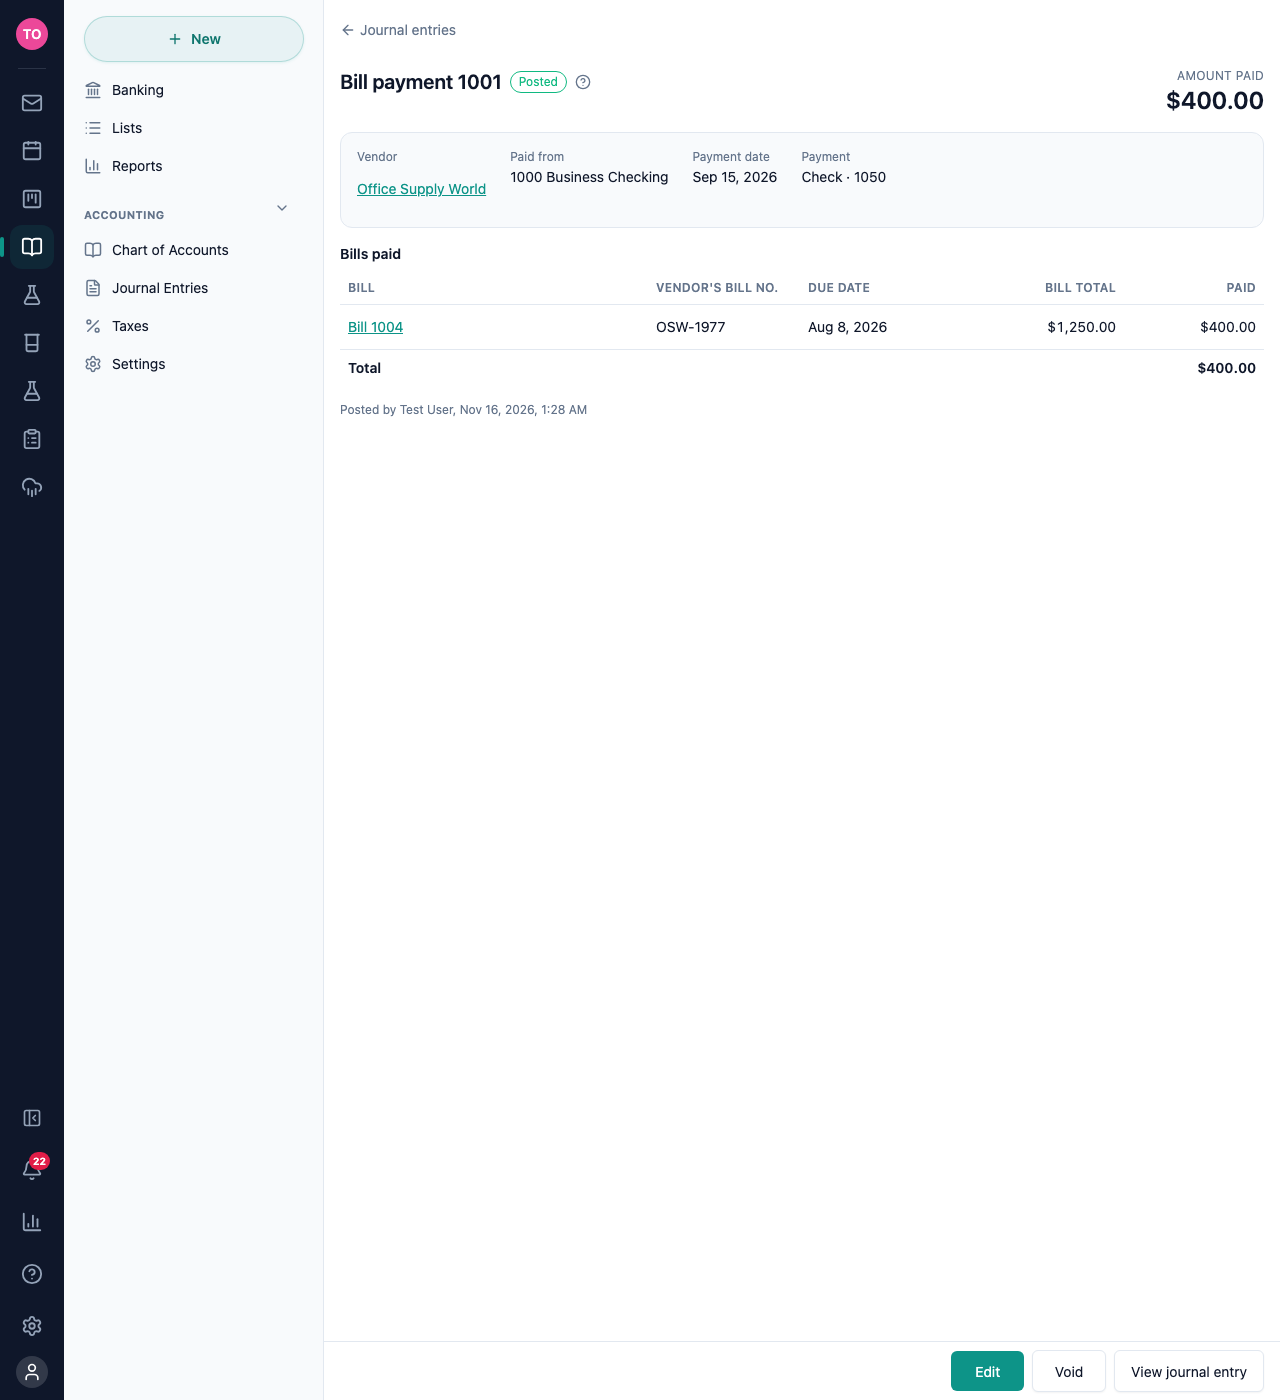 TO
New
Banking
Lists
Reports
ACCOUNTING
Chart of Accounts
Journal Entries
Taxes
Settings
22
Journal entries
Bill payment 1001 Posted
AMOUNT PAID
$400.00
Vendor Paid from Payment date Payment
Office Supply World 1000 Business Checking Sep 15, 2026 Check · 1050
Bills paid
BILL VENDOR'S BILL NO. DUE DATE BILL TOTAL PAID
Bill 1004 OSW-1977 Aug 8, 2026 $1,250.00 $400.00
Total $400.00
Posted by Test User, Nov 16, 2026, 1:28 AM
Edit Void View journal entry